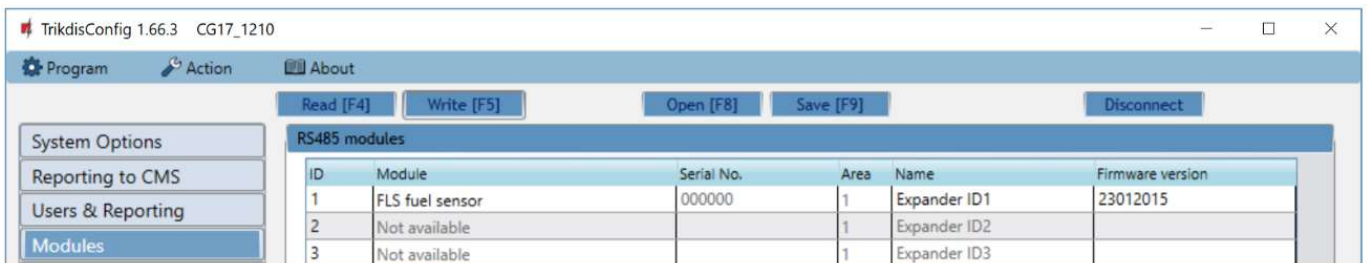 TrikdisConfig 1.66.3 CG17_1210
Program Action About
Read [F4] Write [F5] Open [F8] Save [F9] Disconnect
System Options
Reporting to CMS
Users & Reporting
Modules
RS485 modules
ID Module Serial No. Area Name Firmware version
1 FLS fuel sensor 000000 1 Expander ID1 23012015
2 Not available 1 Expander ID2
3 Not available 1 Expander ID3